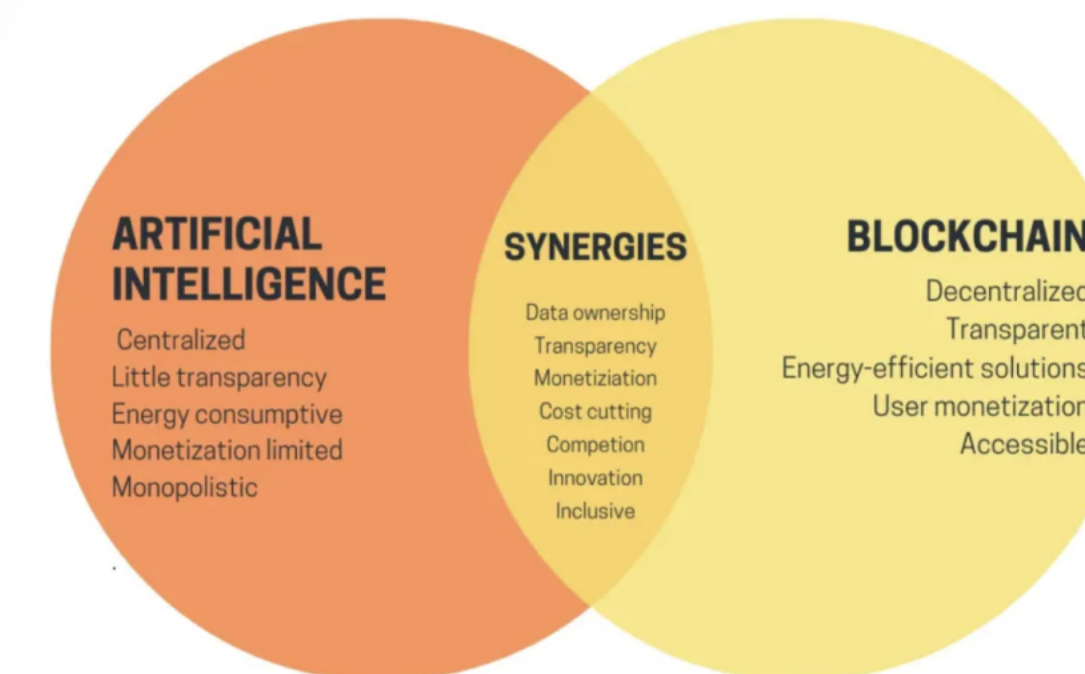 ARTIFICIAL
INTELLIGENCE
Centralized
Little transparency
Energy consumptive
Monetization limited
Monopolistic
SYNERGIES
Data ownership
Transparency
Monetiziation
Cost cutting
Competion
Innovation
Inclusive
BLOCKCHAIN
Decentralized
Transparent
Energy-efficient solutions
User monetization
Accessible